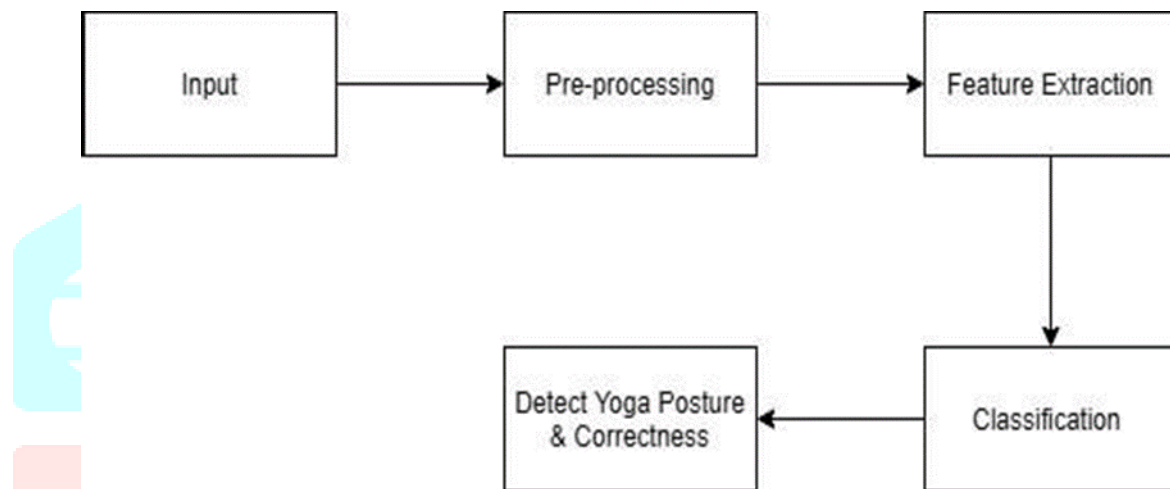 Input
Pre-processing
Feature Extraction
Detect Yoga Posture
& Correctness
Classification